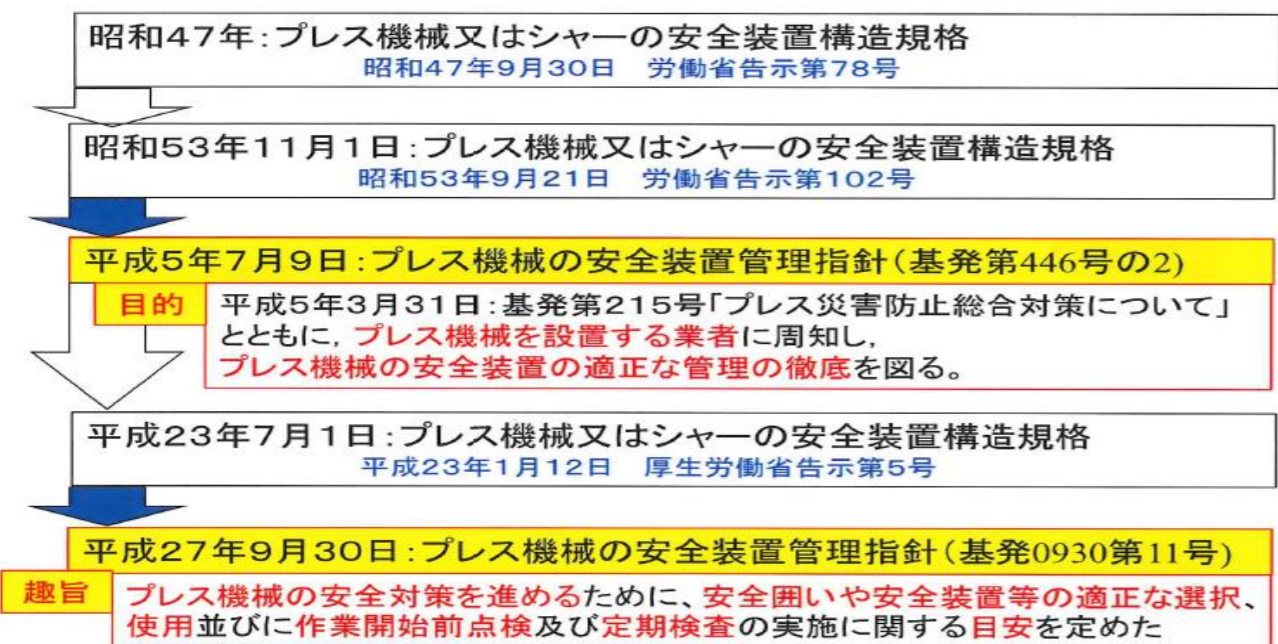 昭和47年:プレス機械又はシャーの安全装置構造規格
昭和47年9月30日 労働省告示第78号
昭和53年11月1日:プレス機械又はシャーの安全装置構造規格
昭和53年9月21日 労働省告示第102号
平成5年7月9日:プレス機械の安全装置管理指針(基発第446号の2)
目的
平成5年3月31日:基発第215号「プレス災害防止総合対策について」
とともに,プレス機械を設置する業者に周知し,
プレス機械の安全装置の適正な管理の徹底を図る。
平成23年7月1日:プレス機械又はシャーの安全装置構造規格
平成23年1月12日 厚生労働省告示第5号
平成27年9月30日:プレス機械の安全装置管理指針(基発0930第11号)
趣旨
プレス機械の安全対策を進めるために、安全囲いや安全装置等の適正な選択、
使用並びに作業開始前点検及び定期検査の実施に関する目安を定めた